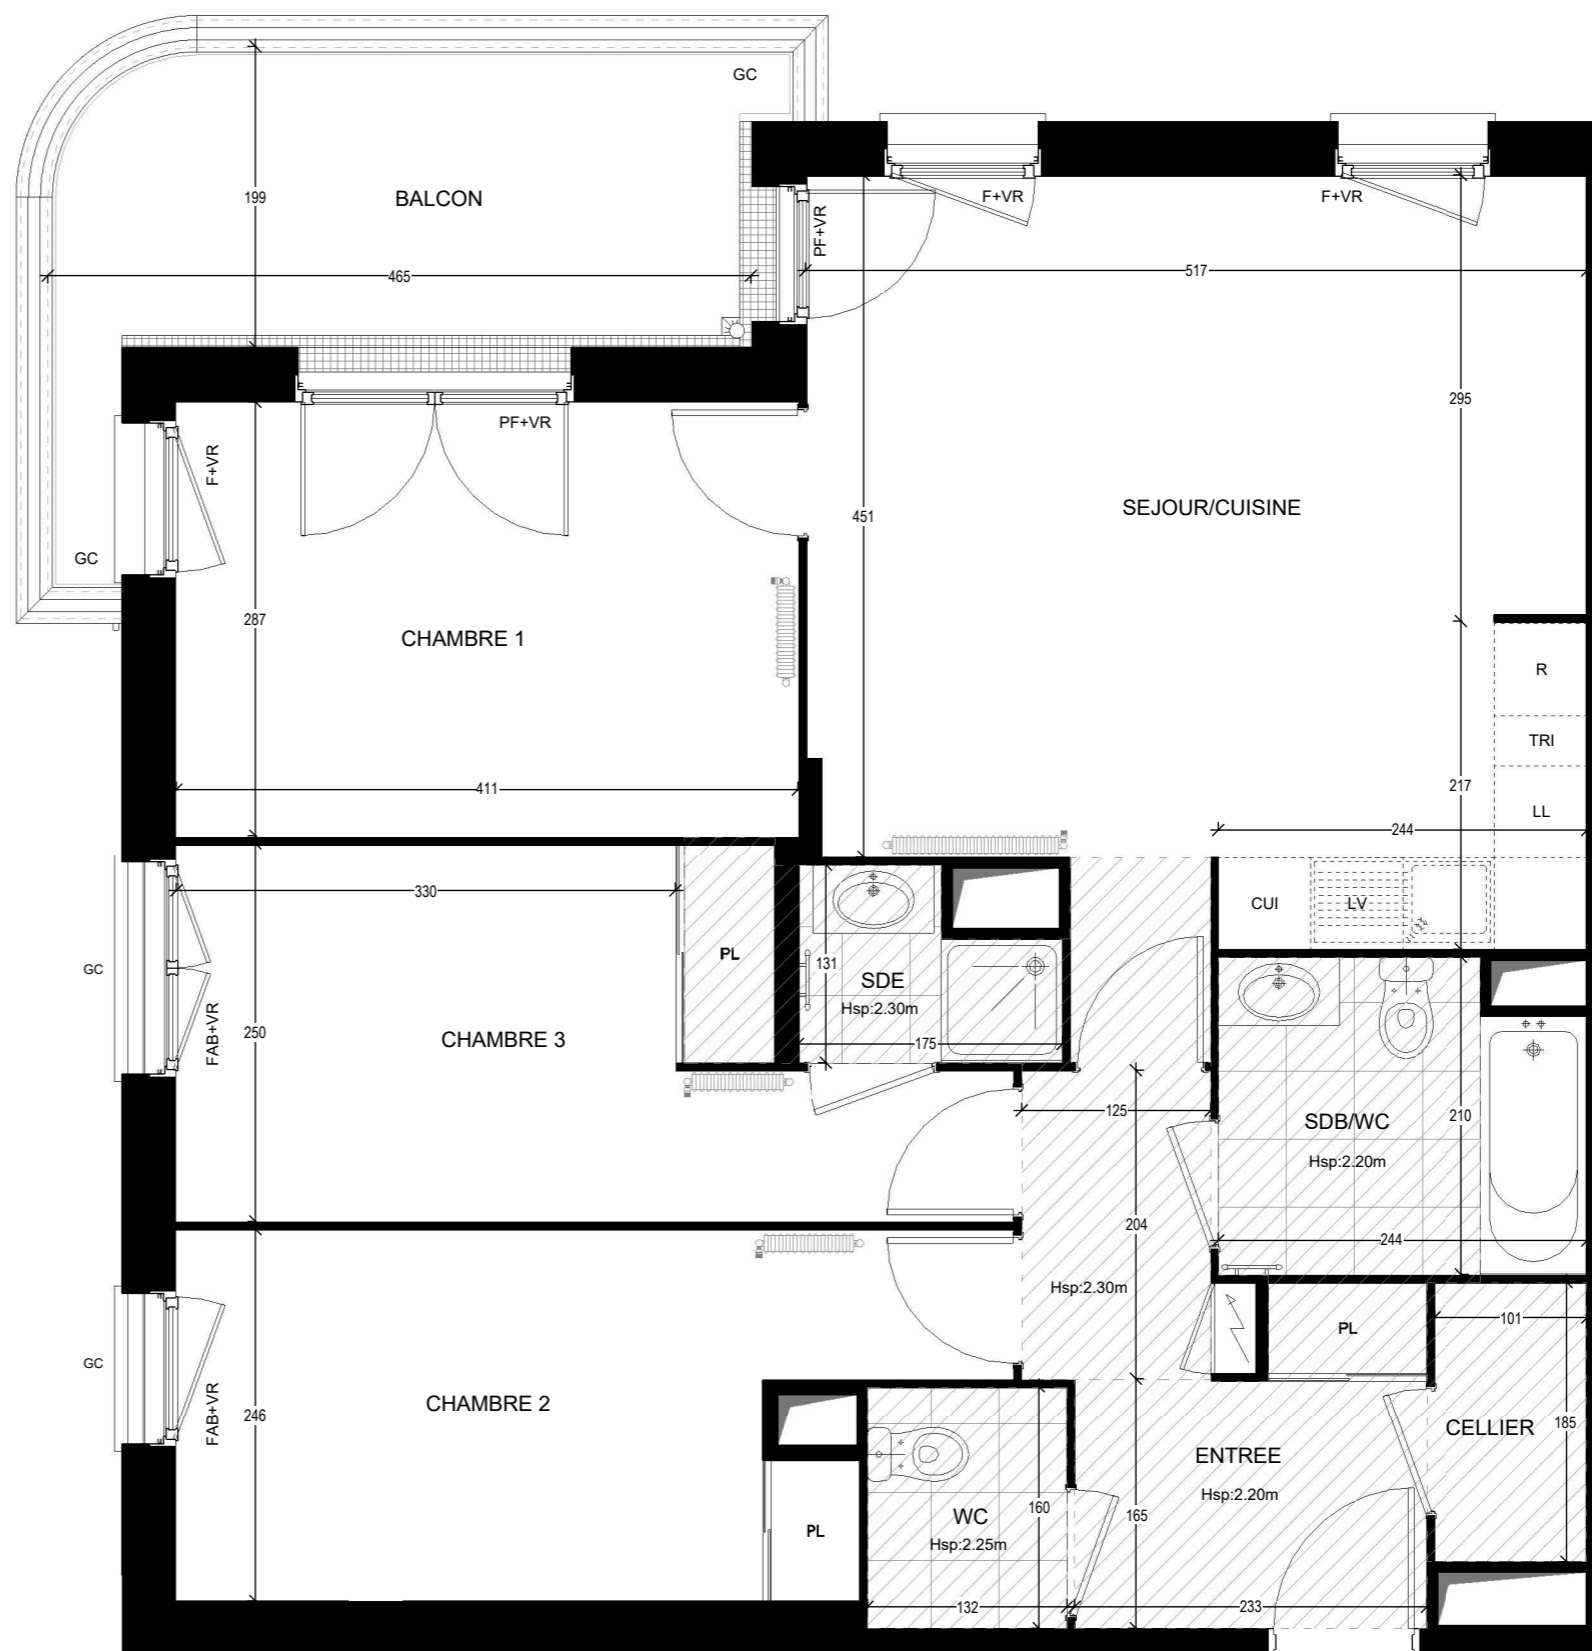 GC
BALCON
199
465
PF+VR
F+VR
F+VR
517
PF+VR
F+VR
295
451
SEJOUR/CUISINE
GC
287
CHAMBRE 1
R
TRI
217
LL
411
244
330
CUI
LV
PL
131
SDE
Hsp:2.30m
GC
FAB+VR
250
CHAMBRE 3
175
125
SDB/WC
Hsp:2.20m
210
204
244
Hsp:2.30m
PL
101
GC
FAB+VR
246
CHAMBRE 2
CELLIER
185
ENTREE
Hsp:2.20m
160
165
WC
Hsp:2.25m
PL
132
233